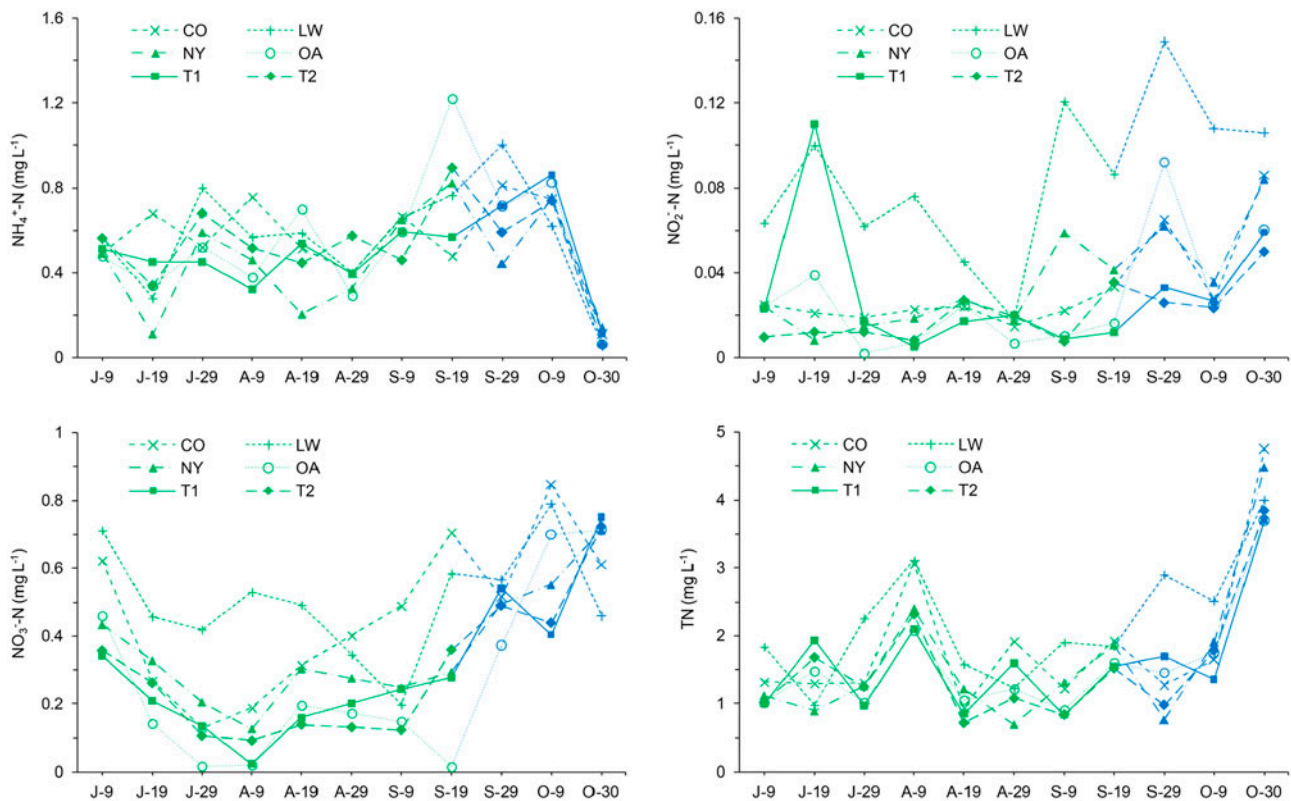 NH₄⁺-N (mg L⁻¹)
1.6
1.2
0.8
0.4
0
CO LW
NY OA
T1 T2
J-9 J-19 J-29 A-9 A-19 A-29 S-9 S-19 S-29 O-9 O-30
NO₂⁻-N (mg L⁻¹)
0.16
0.12
0.08
0.04
0
CO LW
NY OA
T1 T2
J-9 J-19 J-29 A-9 A-19 A-29 S-9 S-19 S-29 O-9 O-30
NO₃-N (mg L⁻¹)
1
0.8
0.6
0.4
0.2
0
CO LW
NY OA
T1 T2
J-9 J-19 J-29 A-9 A-19 A-29 S-9 S-19 S-29 O-9 O-30
TN (mg L⁻¹)
5
4
3
2
1
0
CO LW
NY OA
T1 T2
J-9 J-19 J-29 A-9 A-19 A-29 S-9 S-19 S-29 O-9 O-30